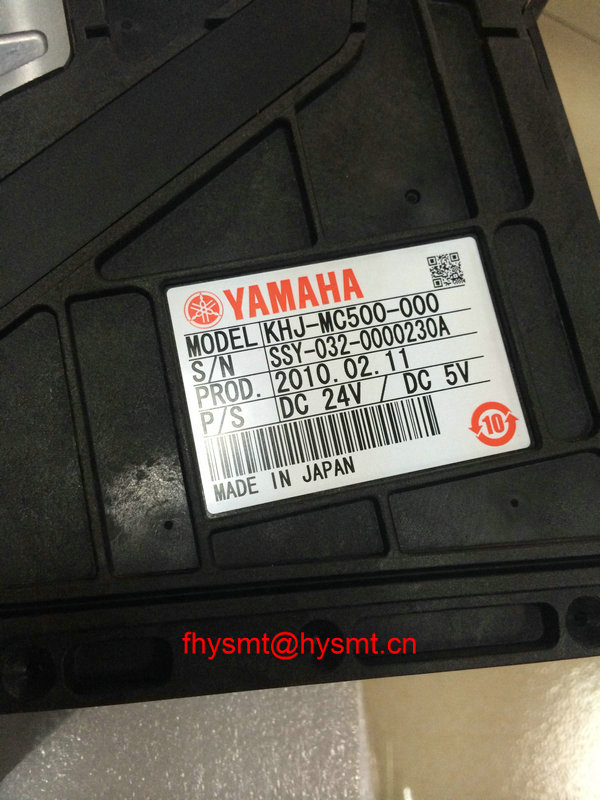 YAMAHA
MODEL KHJ-MC500-000
S/N SSY-032-0000230A
PROD. 2010.02.11
P/S DC 24V / DC 5V
10
MADE IN JAPAN
fhysmt@hysmt.cn